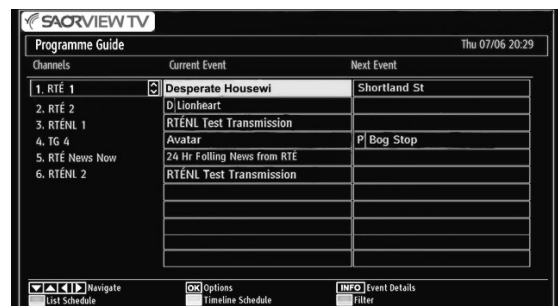 SAORVIEW TV
Programme Guide Thu 07/06 20:29
Channels Current Event Next Event
1. RTÉ 1 Desperate Housewi Shortland St
2. RTÉ 2 D Lionheart
3. RTÉNL 1 RTÉNL Test Transmission
4. TG 4 Avatar P Bog Stop
5. RTÉ News Now 24 Hr Folling News from RTÉ
6. RTÉNL 2 RTÉNL Test Transmission
Navigate OK Options INFO Event Details
List Schedule Timeline Schedule Filter